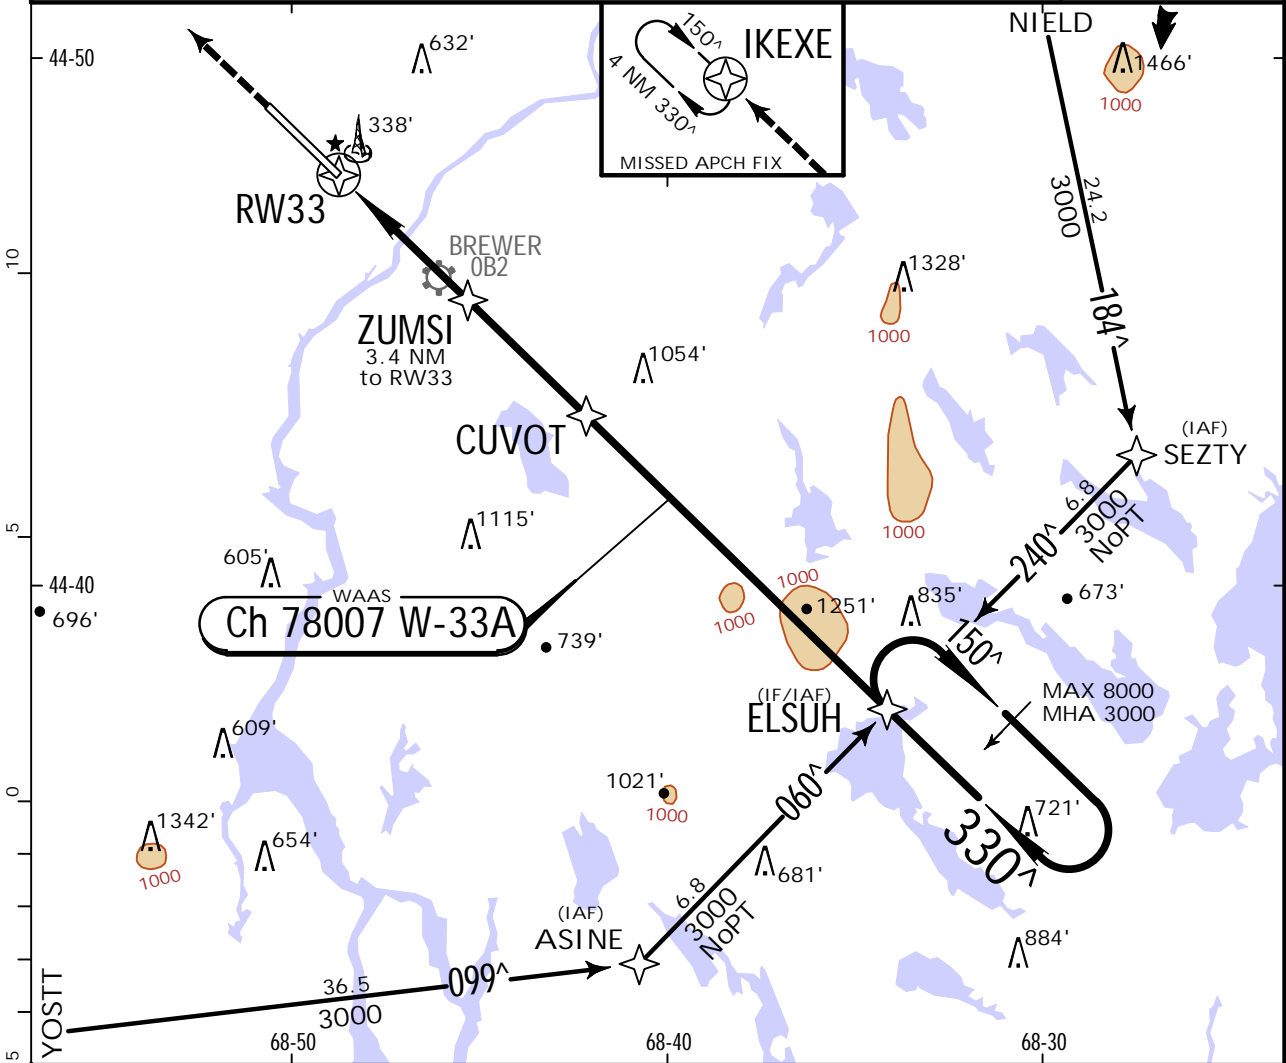 44-50
632'
338'
RW33
150^
IKEXE
4 NM 330^
MISSED APCH FIX
NIELD
1466'
1000
24.2
3000
184^
10
BREWER
0B2
ZUMSI
3.4 NM
to RW33
1328'
1000
1054'
CUVOT
(IAF)
SEZTY
6.8
3000
NoPT
240^
1000
1115'
5
605'
44-40
696'
WAAS
Ch 78007 W-33A
739'
1000
1000
1251'
835'
673'
150^
MAX 8000
MHA 3000
(IF/IAF)
ELSUH
609'
1021'
1000
060^
721'
330^
0
1342'
1000
654'
681'
6.8
3000
NoPT
(IAF)
ASINE
884'
YOSTT
36.5
3000
099^
5
68-50
68-40
68-30